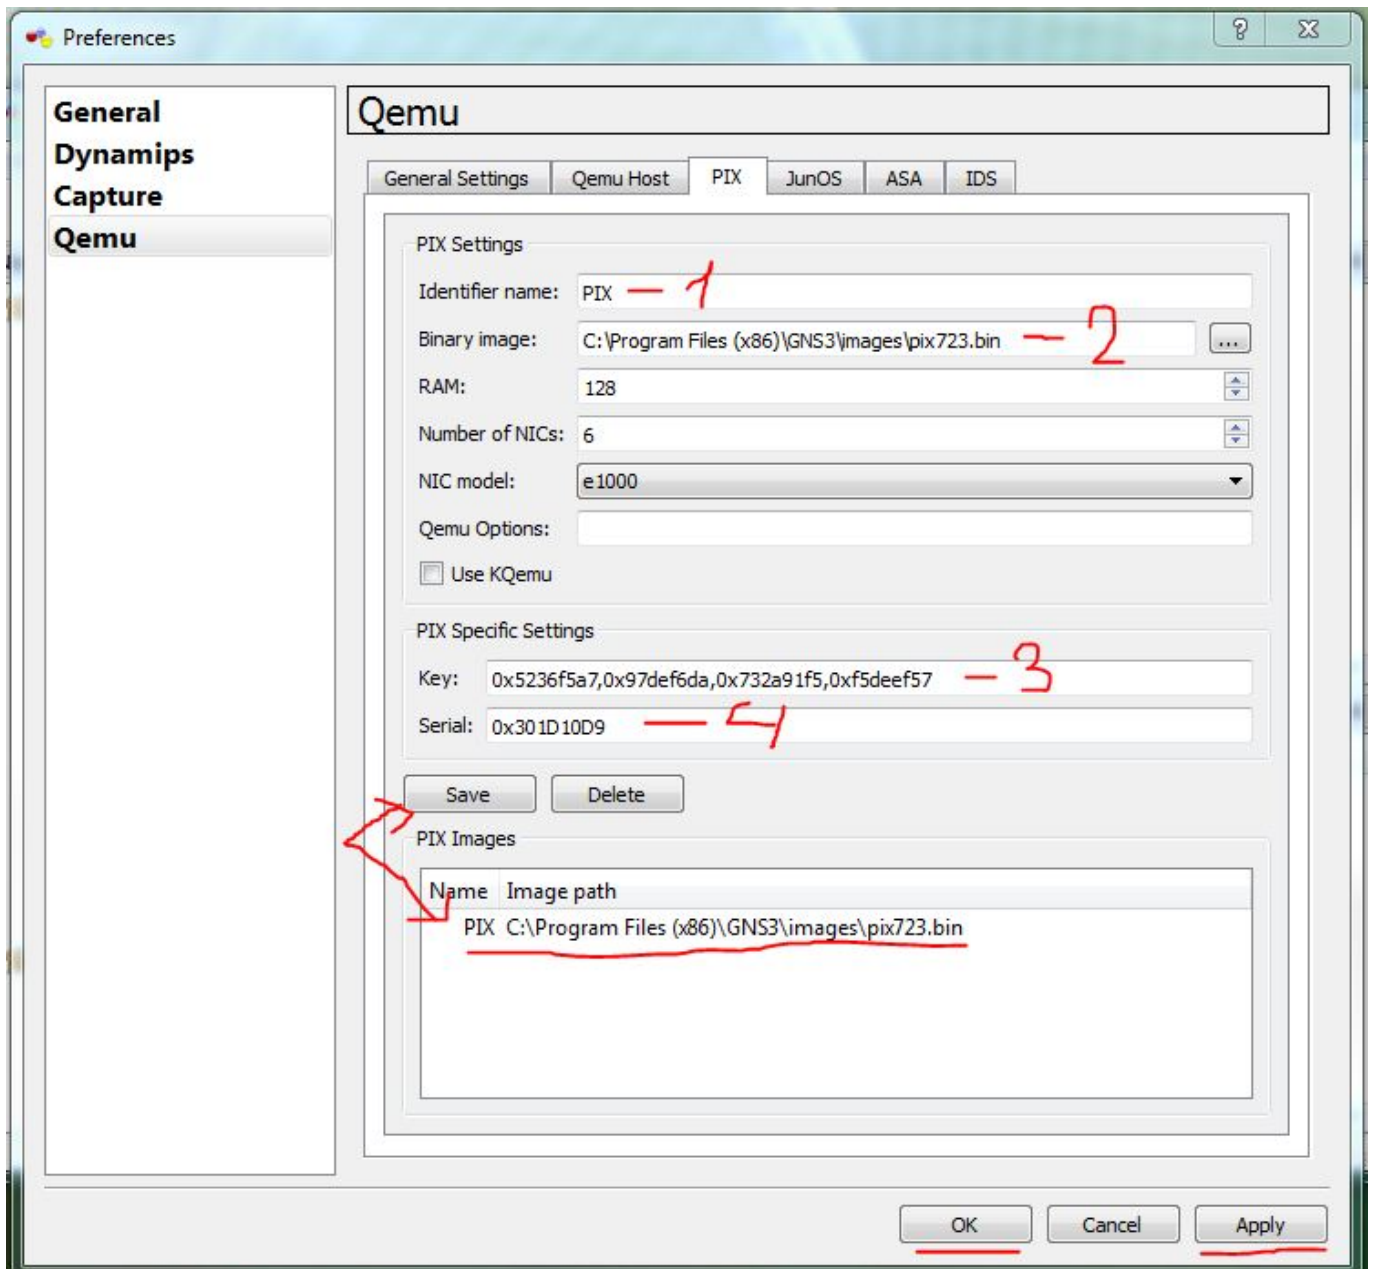 Preferences
General
Dynamips
Capture
Qemu
Qemu
General Settings Qemu Host PIX JunOS ASA IDS
PIX Settings
Identifier name: PIX — 1
Binary image: C:\Program Files (x86)\GNS3\images\pix723.bin — 2 ...
RAM: 128
Number of NICs: 6
NIC model: e1000
Qemu Options:
Use KQemu
PIX Specific Settings
Key: 0x5236f5a7,0x97def6da,0x732a91f5,0xf5deef57 — 3
Serial: 0x301D10D9 — 4
Save Delete
PIX Images
Name Image path
PIX C:\Program Files (x86)\GNS3\images\pix723.bin
OK Cancel Apply